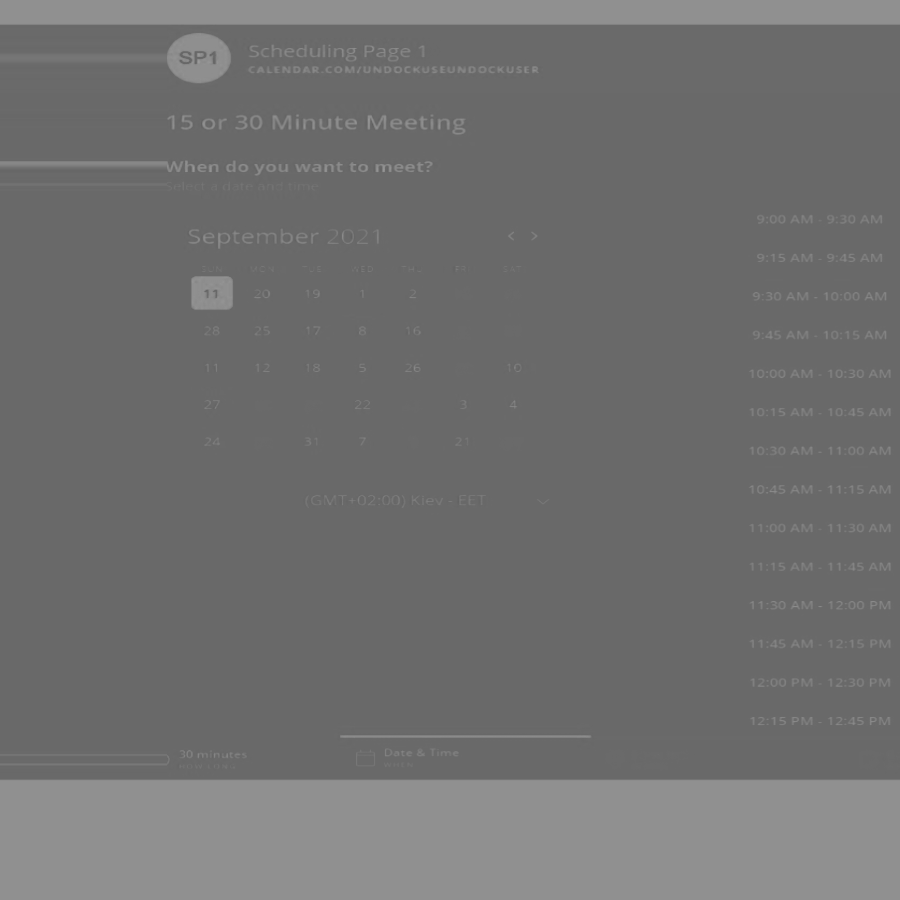 SP1
Scheduling Page 1
CALENDAR.COM/UNDOCKUSEUNDOCKUSER
15 or 30 Minute Meeting
When do you want to meet?
Select a date and time
September 2021 < >
SUN MON TUE WED THU FRI SAT
11 20 19 1 2
28 25 17 8 16
11 12 18 5 26 10
27 22 3 4
24 31 7 21
(GMT+02:00) Kiev - EET
9:00 AM - 9:30 AM
9:15 AM - 9:45 AM
9:30 AM - 10:00 AM
9:45 AM - 10:15 AM
10:00 AM - 10:30 AM
10:15 AM - 10:45 AM
10:30 AM - 11:00 AM
10:45 AM - 11:15 AM
11:00 AM - 11:30 AM
11:15 AM - 11:45 AM
11:30 AM - 12:00 PM
11:45 AM - 12:15 PM
12:00 PM - 12:30 PM
12:15 PM - 12:45 PM
30 minutes
Date & Time
WHEN